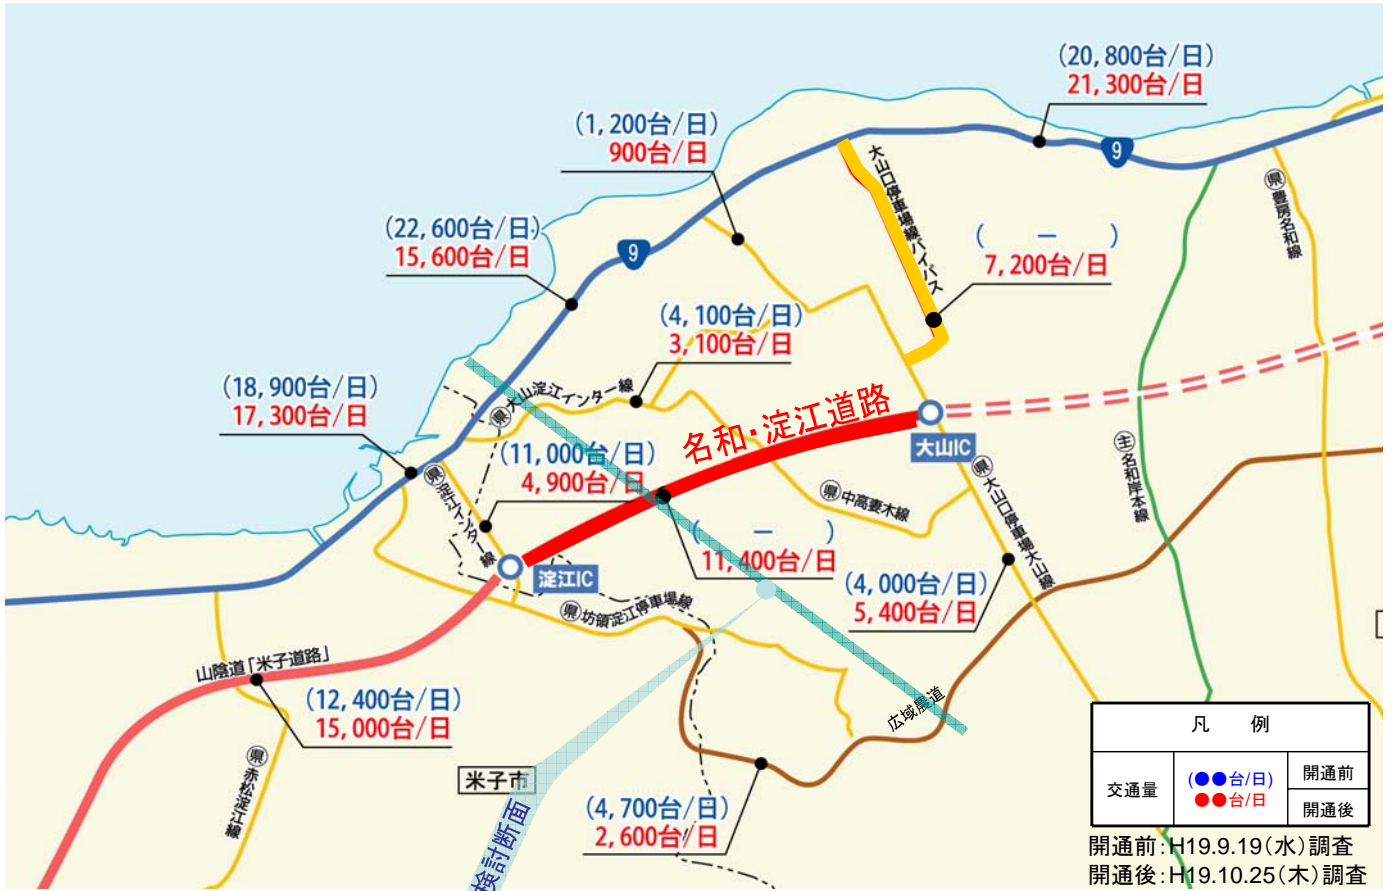 (20,800台/日)
21,300台/日
(1,200台/日)
900台/日
9
大山口停車場線バイパス
県豊房名和線
(22,600台/日)
15,600台/日
9
( － )
7,200台/日
(4,100台/日)
3,100台/日
(18,900台/日)
17,300台/日
県大山淀江インター線
名和・淀江道路
大山IC
主名和岸本線
(11,000台/日)
4,900台/日
県淀江インター線
県中高妻木線
県大山口停車場大山線
( － )
11,400台/日
淀江IC
(4,000台/日)
5,400台/日
県坊領淀江停車場線
山陰道「米子道路」
(12,400台/日)
15,000台/日
広域農道
県赤松淀江線
米子市
検討断面
(4,700台/日)
2,600台/日
凡 例
交通量
(●●台/日)
●●台/日
開通前
開通後
開通前:H19.9.19(水)調査
開通後:H19.10.25(木)調査